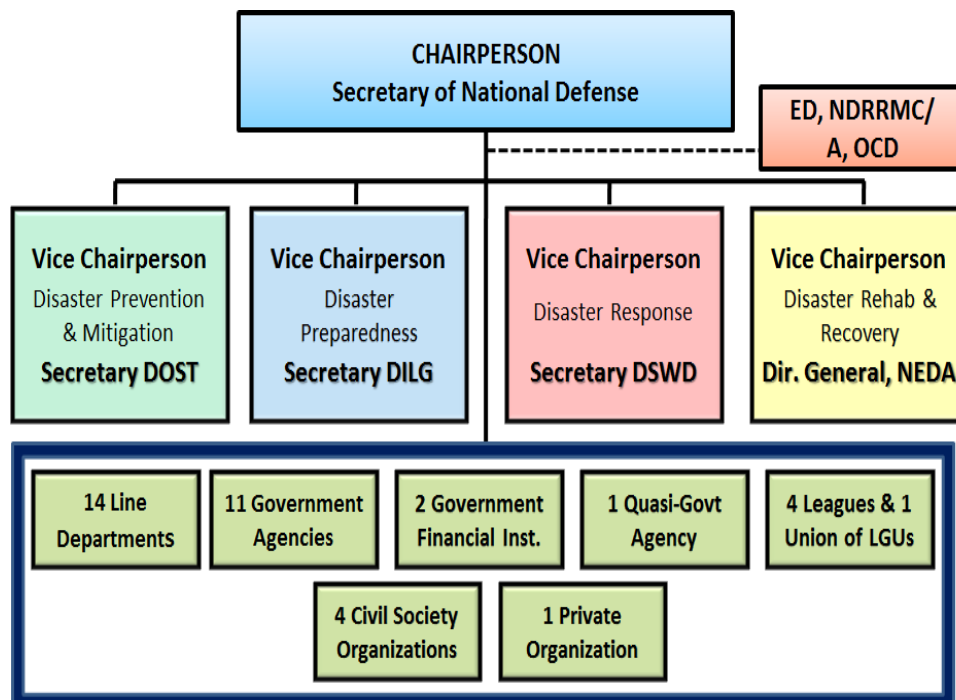 CHAIRPERSON
Secretary of National Defense
ED, NDRRMC/
A, OCD
Vice Chairperson
Disaster Prevention
& Mitigation
Secretary DOST
Vice Chairperson
Disaster
Preparedness
Secretary DILG
Vice Chairperson
Disaster Response
Secretary DSWD
Vice Chairperson
Disaster Rehab &
Recovery
Dir. General, NEDA
14 Line
Departments
11 Government
Agencies
2 Government
Financial Inst.
1 Quasi-Govt
Agency
4 Leagues & 1
Union of LGUs
4 Civil Society
Organizations
1 Private
Organization